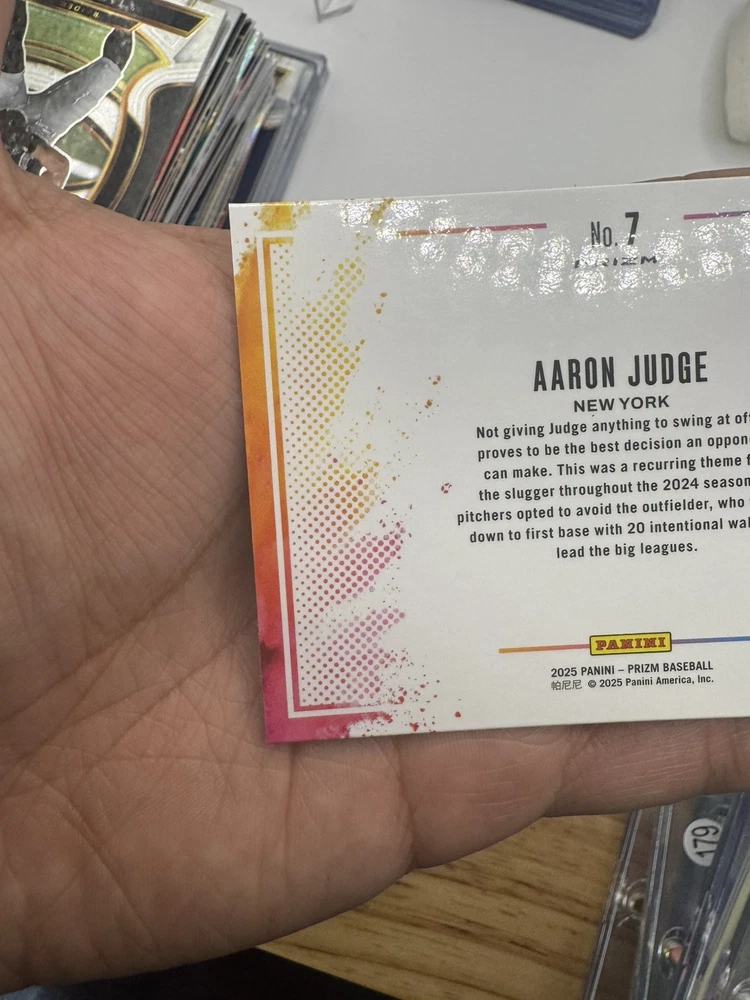 No. 7
PRIZM
AARON JUDGE
NEW YORK
Not giving Judge anything to swing at
proves to be the best decision an
can make. This was a recurring theme
the slugger throughout the 2024 season
pitchers opted to avoid the outfielder, who
down to first base with 20 intentional
lead the big leagues.
PANINI
2025 PANINI – PRIZM BASEBALL
帕尼尼 © 2025 Panini America, Inc.
179